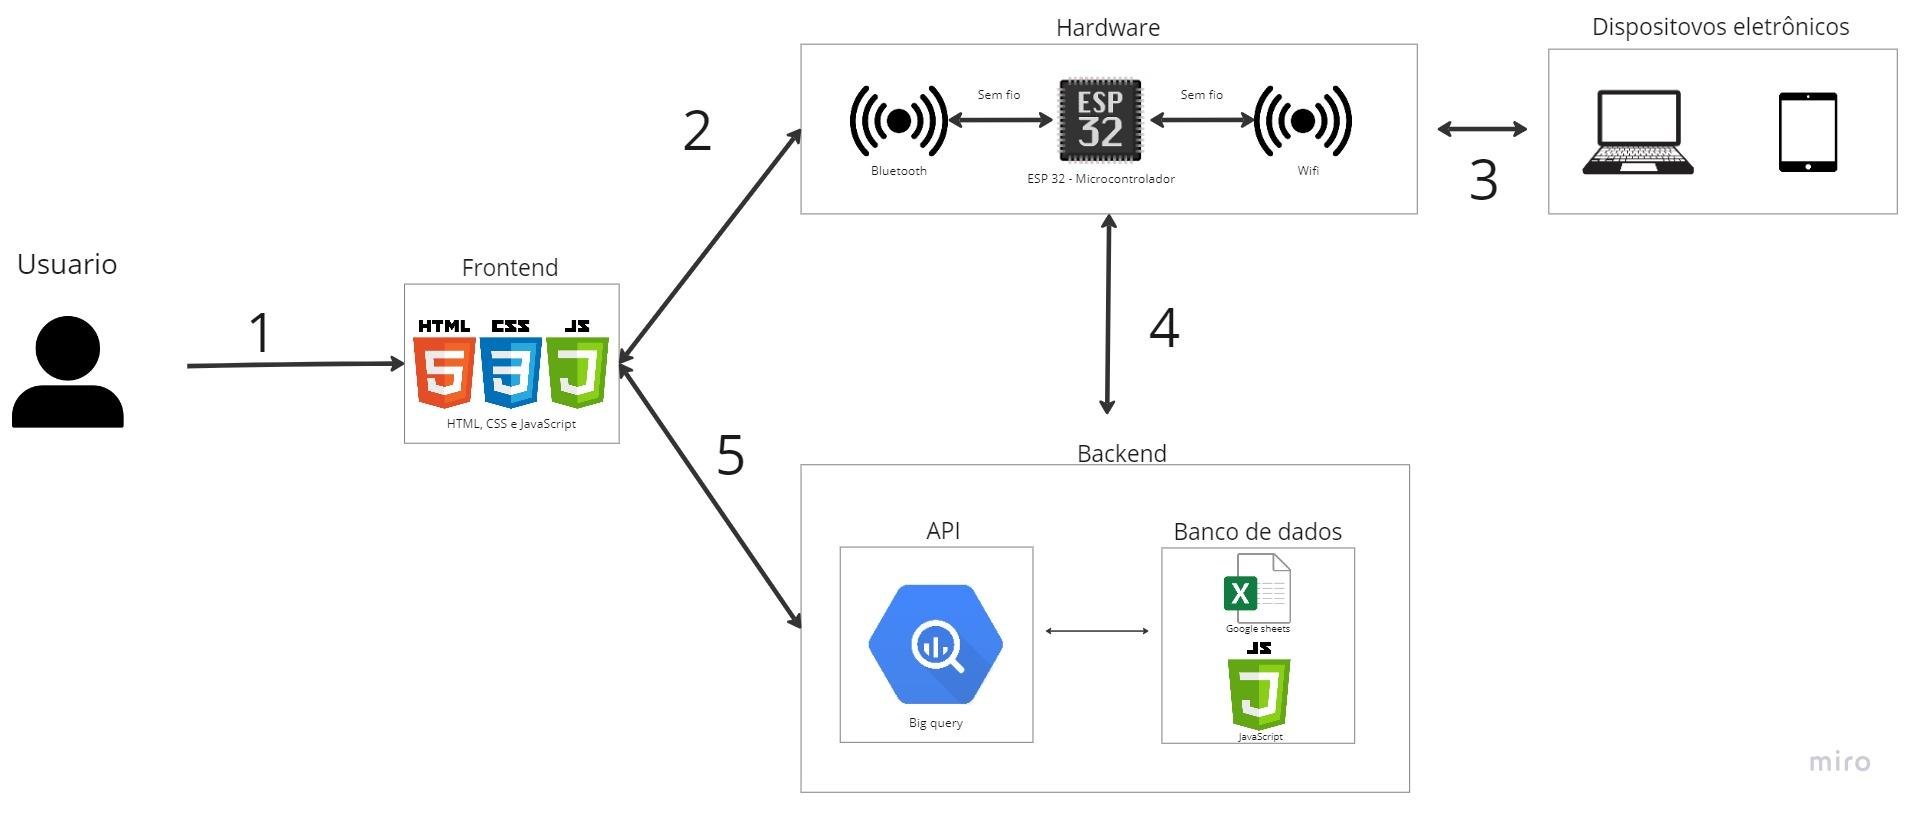 Hardware
Dispositovos eletrônicos
Sem fio
ESP
32
Sem fio
Bluetooth
ESP 32 - Microcontrolador
Wifi
2
3
Usuario
1
Frontend
HTML
CSS
JS
5
3
J
HTML, CSS e JavaScript
4
5
Backend
API
Banco de dados
X
Google sheets
JS
J
JavaScript
Big query
miro